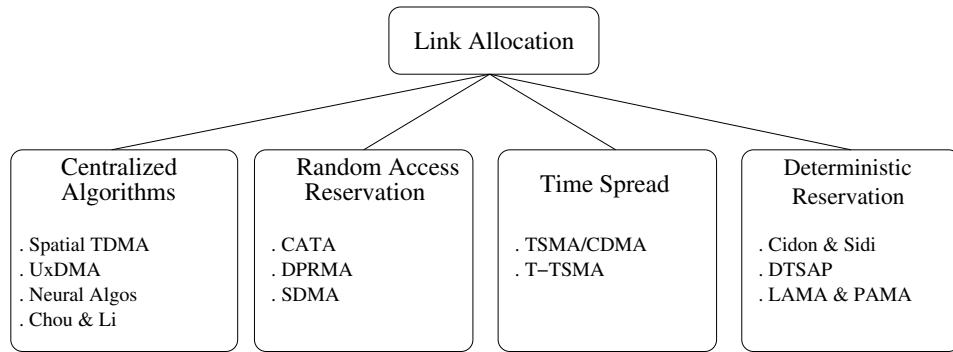 Link Allocation
Centralized
Algorithms
. Spatial TDMA
. UxDMA
. Neural Algos
. Chou & Li
Random Access
Reservation
. CATA
. DPRMA
. SDMA
Time Spread
. TSMA/CDMA
. T−TSMA
Deterministic
Reservation
. Cidon & Sidi
. DTSAP
. LAMA & PAMA